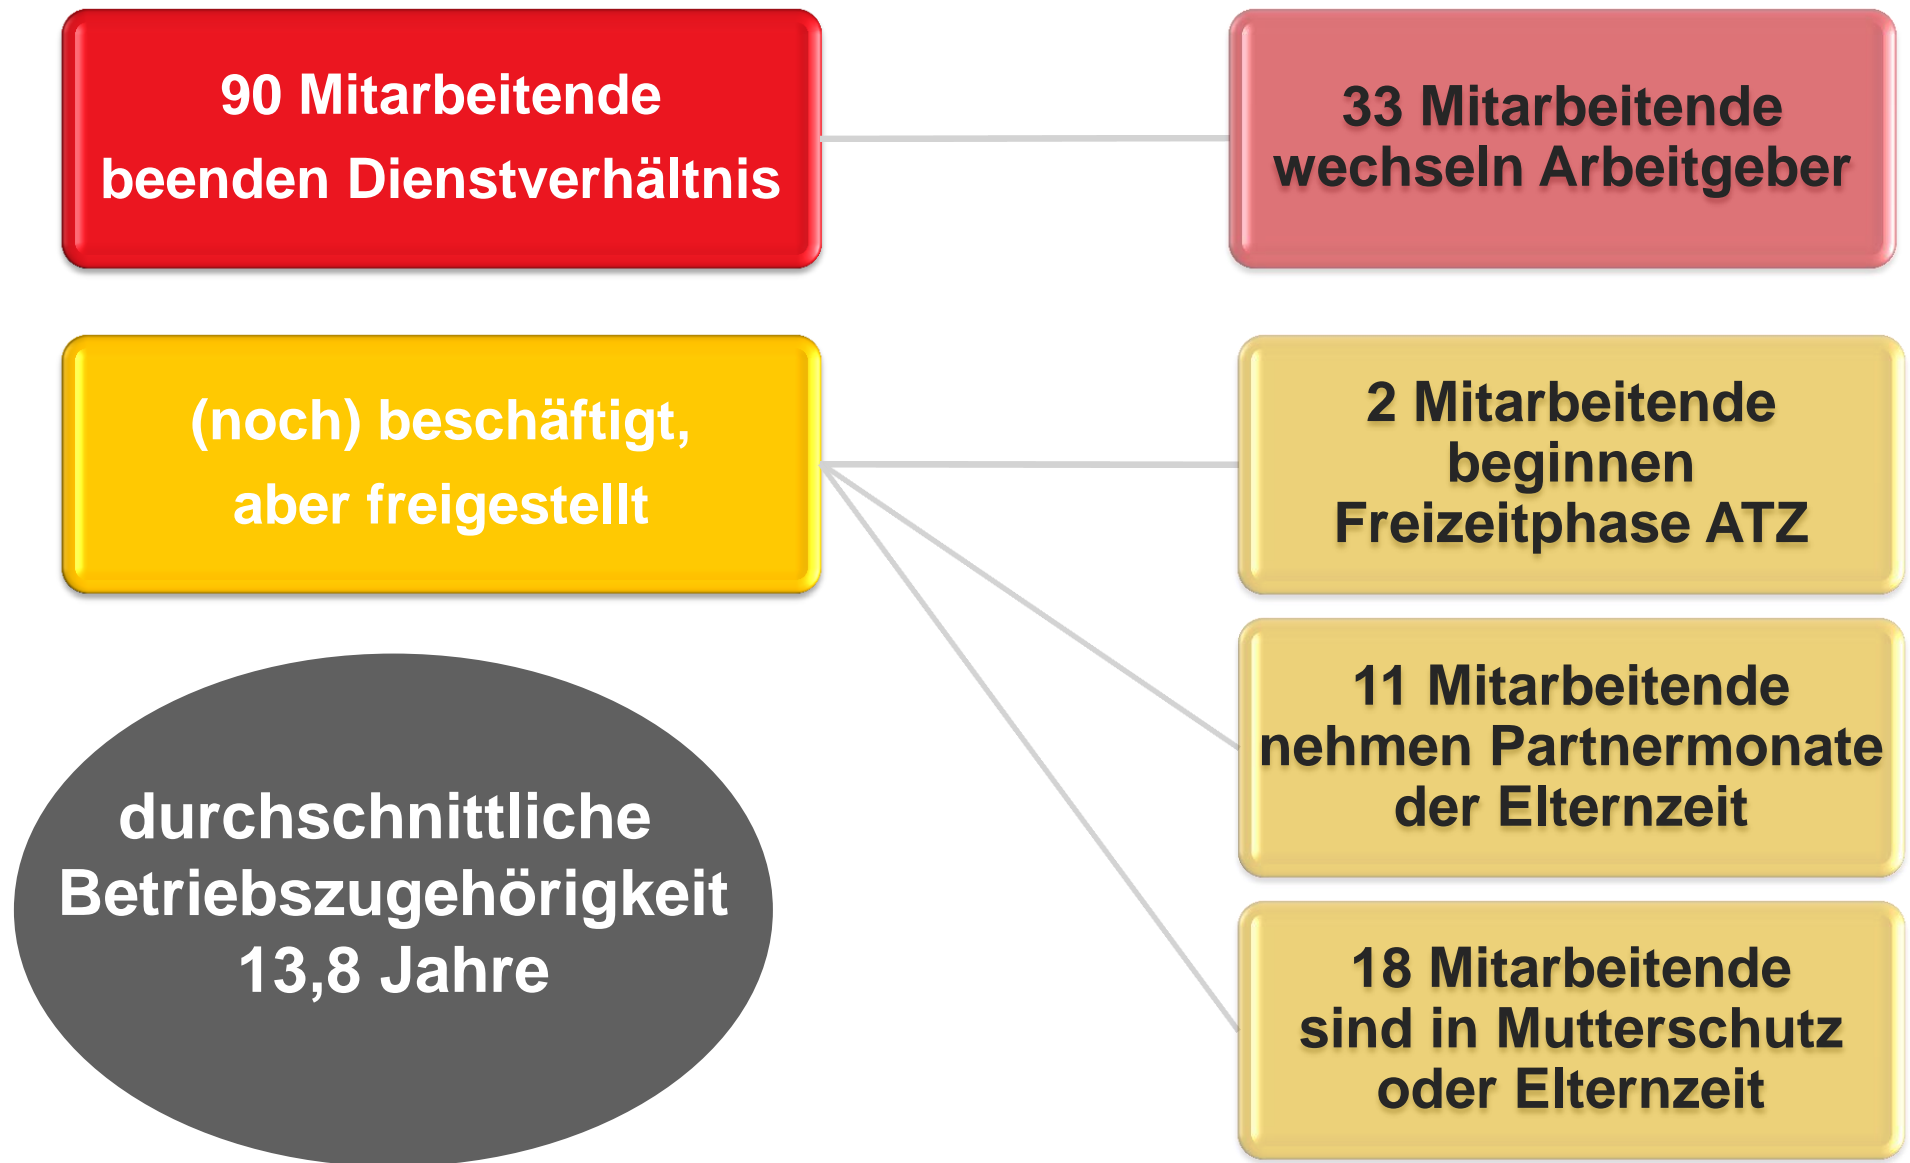 90 Mitarbeitende
beenden Dienstverhältnis
33 Mitarbeitende
wechseln Arbeitgeber
(noch) beschäftigt,
aber freigestellt
2 Mitarbeitende
beginnen
Freizeitphase ATZ
11 Mitarbeitende
nehmen Partnermonate
der Elternzeit
18 Mitarbeitende
sind in Mutterschutz
oder Elternzeit
durchschnittliche
Betriebszugehörigkeit
13,8 Jahre